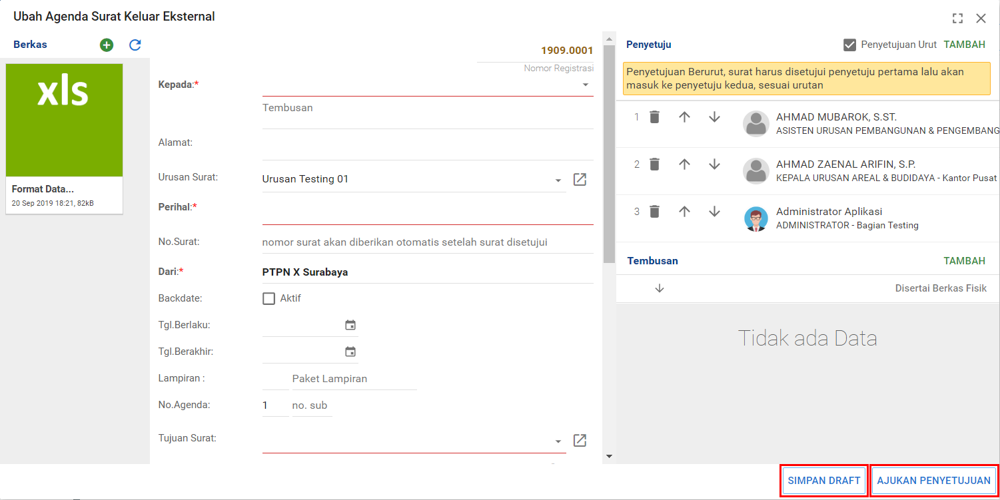 Ubah Agenda Surat Keluar Eksternal
Berkas
xls
Format Data...
20 Sep 2019 18:21, 82kB
1909.0001
Nomor Registrasi
Kepada:*
Tembusan
Alamat:
Urusan Surat: Urusan Testing 01
Perihal:*
No.Surat: nomor surat akan diberikan otomatis setelah surat disetujui
Dari:* PTPN X Surabaya
Backdate: Aktif
Tgl.Berlaku:
Tgl.Berakhir:
Lampiran : Paket Lampiran
No.Agenda: 1 no. sub
Tujuan Surat:
Penyetuju Penyetujuan Urut TAMBAH
Penyetujuan Berurut, surat harus disetujui penyetuju pertama lalu akan
masuk ke penyetuju kedua, sesuai urutan
1 AHMAD MUBAROK, S.ST.
ASISTEN URUSAN PEMBANGUNAN & PENGEMBANG
2 AHMAD ZAENAL ARIFIN, S.P.
KEPALA URUSAN AREAL & BUDIDAYA - Kantor Pusat
3 Administrator Aplikasi
ADMINISTRATOR - Bagian Testing
Tembusan TAMBAH
Disertai Berkas Fisik
Tidak ada Data
SIMPAN DRAFT AJUKAN PENYETUJUAN